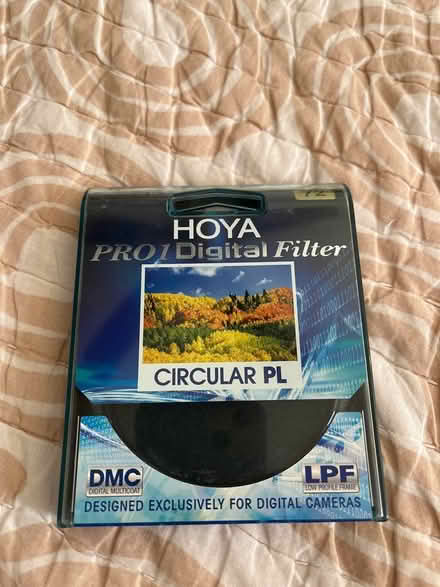 HOYA
PRO1 Digital Filter
CIRCULAR PL
DMC
DIGITAL MULTICOAT
LPF
LOW PROFILE FRAME
DESIGNED EXCLUSIVELY FOR DIGITAL CAMERAS